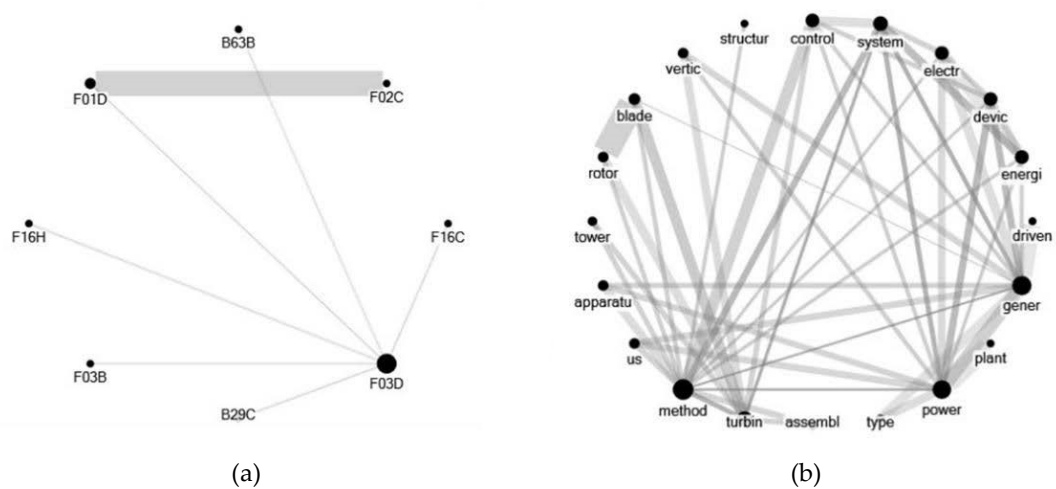 B63B
F01D
F02C
F16H
F16C
F03B
F03D
B29C
(a)
structur
control
system
vertic
electr
blade
devic
rotor
energi
tower
driven
apparatu
gener
us
plant
method
turbin
assembl
type
power
(b)